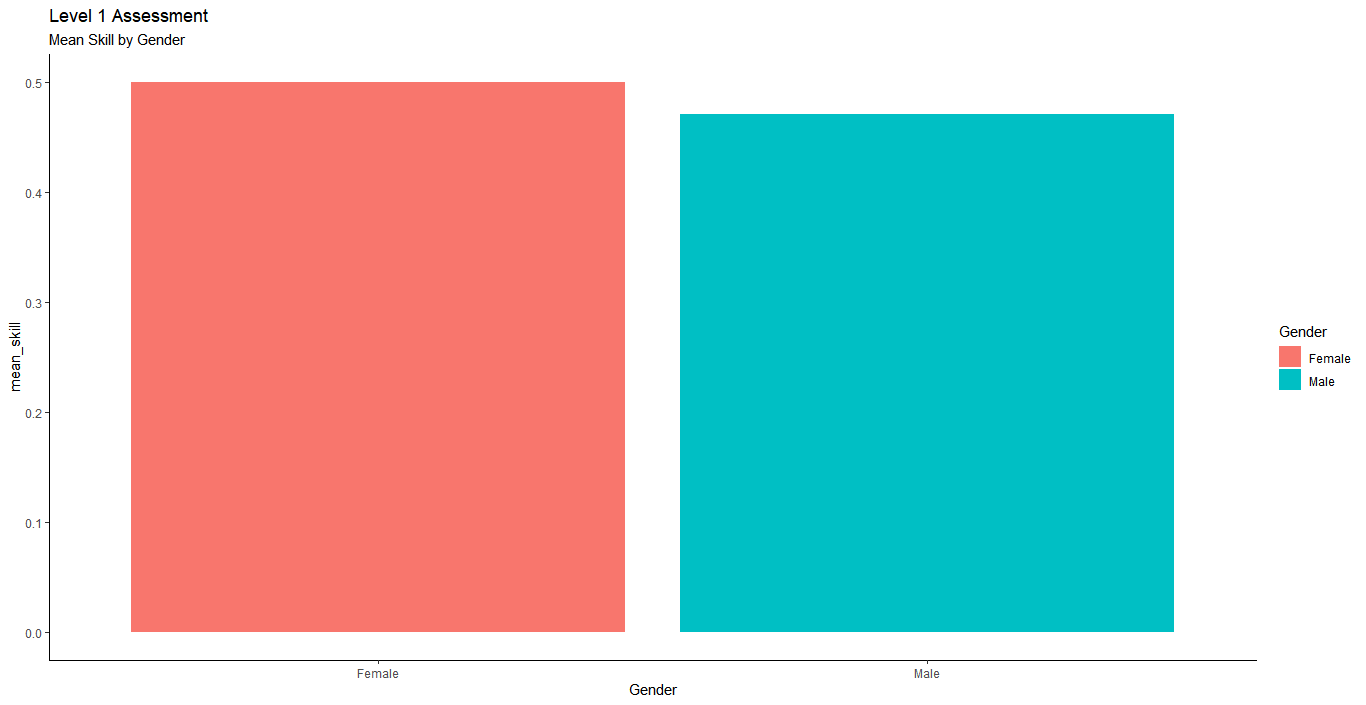 Level 1 Assessment
Mean Skill by Gender
mean_skill
0.5
0.4
0.3
0.2
0.1
0.0
Female
Male
Gender
Gender
Female
Male